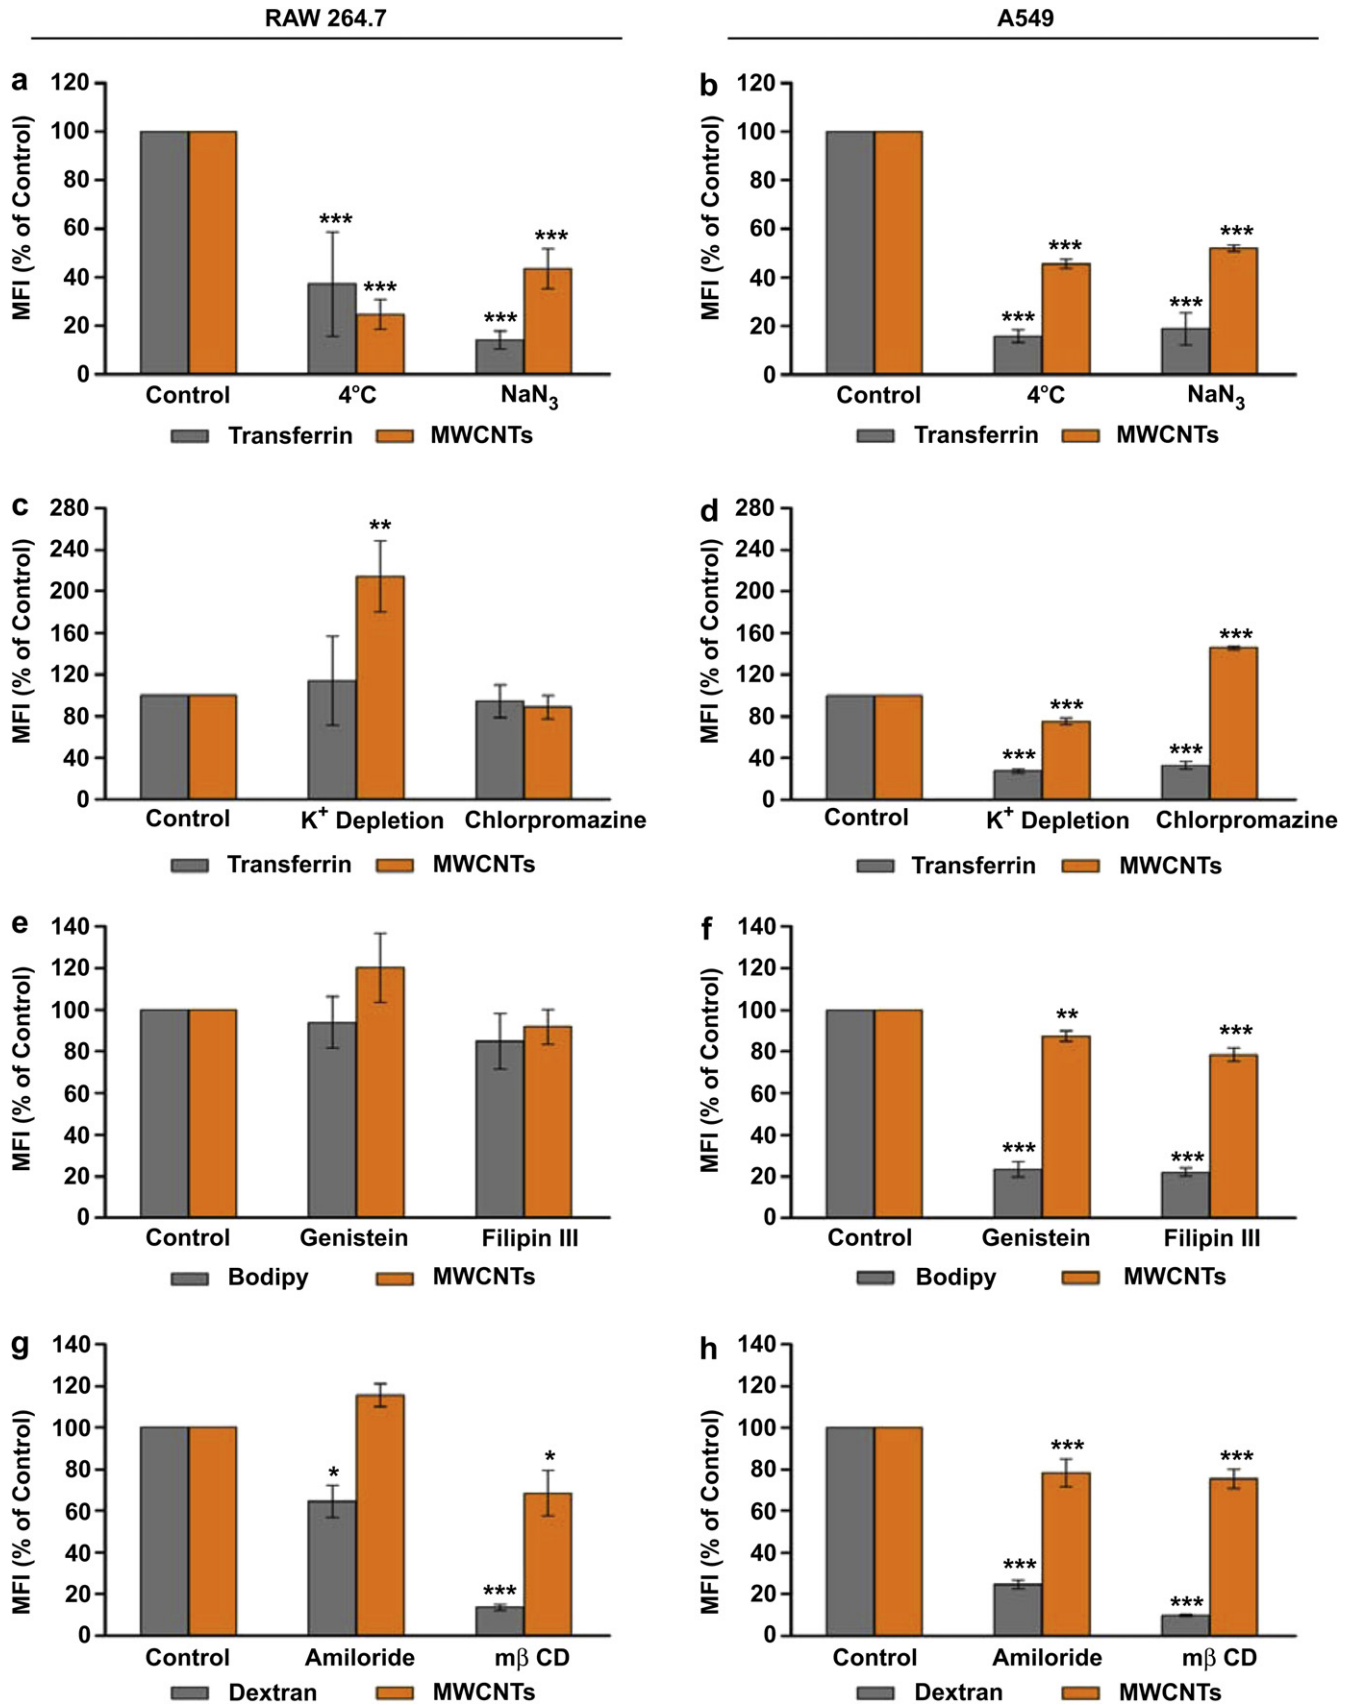 RAW 264.7
A549
a
MFI (% of Control)
120
100
80
60
40
20
0
***
***
***
***
Control 4°C NaN₃
Transferrin MWCNTs
b
MFI (% of Control)
120
100
80
60
40
20
0
***
***
***
***
Control 4°C NaN₃
Transferrin MWCNTs
c
MFI (% of Control)
280
240
200
160
120
80
40
0
**
Control K⁺ Depletion Chlorpromazine
Transferrin MWCNTs
d
MFI (% of Control)
280
240
200
160
120
80
40
0
***
***
***
***
Control K⁺ Depletion Chlorpromazine
Transferrin MWCNTs
e
MFI (% of Control)
140
120
100
80
60
40
20
0
Control Genistein Filipin III
Bodipy MWCNTs
f
MFI (% of Control)
140
120
100
80
60
40
20
0
***
**
***
***
Control Genistein Filipin III
Bodipy MWCNTs
g
MFI (% of Control)
140
120
100
80
60
40
20
0
*
***
*
Control Amiloride mβ CD
Dextran MWCNTs
h
MFI (% of Control)
140
120
100
80
60
40
20
0
***
***
***
***
Control Amiloride mβ CD
Dextran MWCNTs